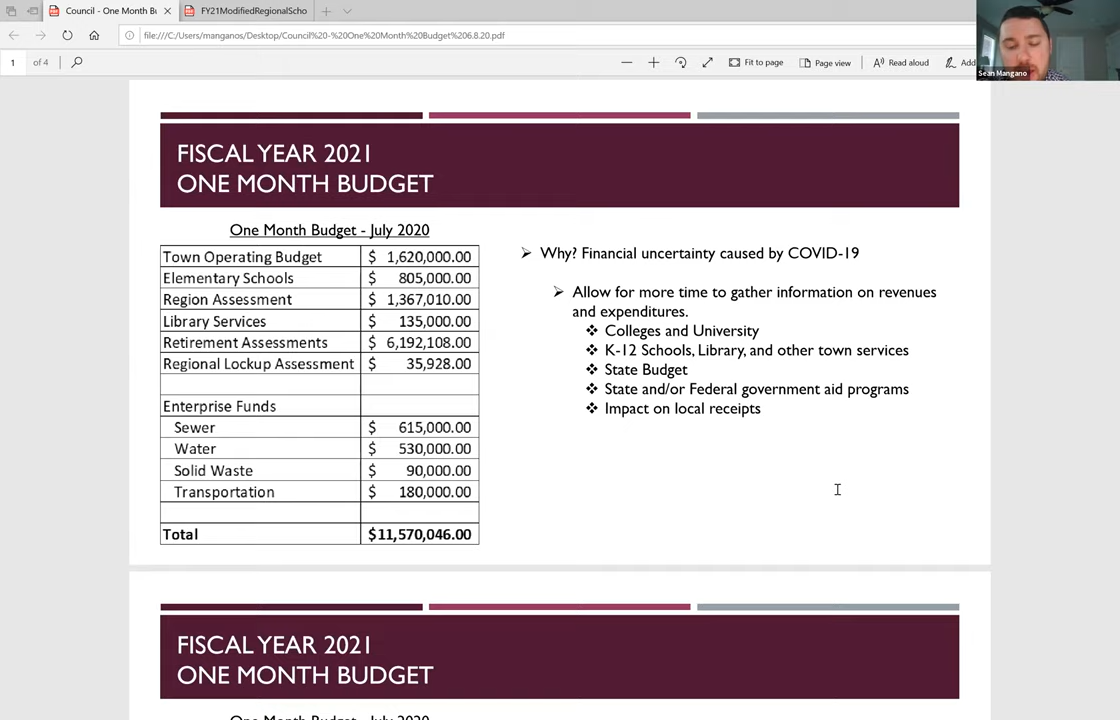 Council - One Month Bu
FY21ModifiedRegionalScho
file:///C:/Users/manganos/Desktop/Council%20-%20One%20Month%20Budget%206.8.20.pdf
1 of 4
Fit to page
Page view
Read aloud
Add
Sean Mangano
FISCAL YEAR 2021
ONE MONTH BUDGET
One Month Budget - July 2020
Town Operating Budget $ 1,620,000.00
Elementary Schools $ 805,000.00
Region Assessment $ 1,367,010.00
Library Services $ 135,000.00
Retirement Assessments $ 6,192,108.00
Regional Lockup Assessment $ 35,928.00
Enterprise Funds
Sewer $ 615,000.00
Water $ 530,000.00
Solid Waste $ 90,000.00
Transportation $ 180,000.00
Total $11,570,046.00
Why? Financial uncertainty caused by COVID-19
Allow for more time to gather information on revenues
and expenditures.
Colleges and University
K-12 Schools, Library, and other town services
State Budget
State and/or Federal government aid programs
Impact on local receipts
FISCAL YEAR 2021
ONE MONTH BUDGET
One Month Budget - July 2020